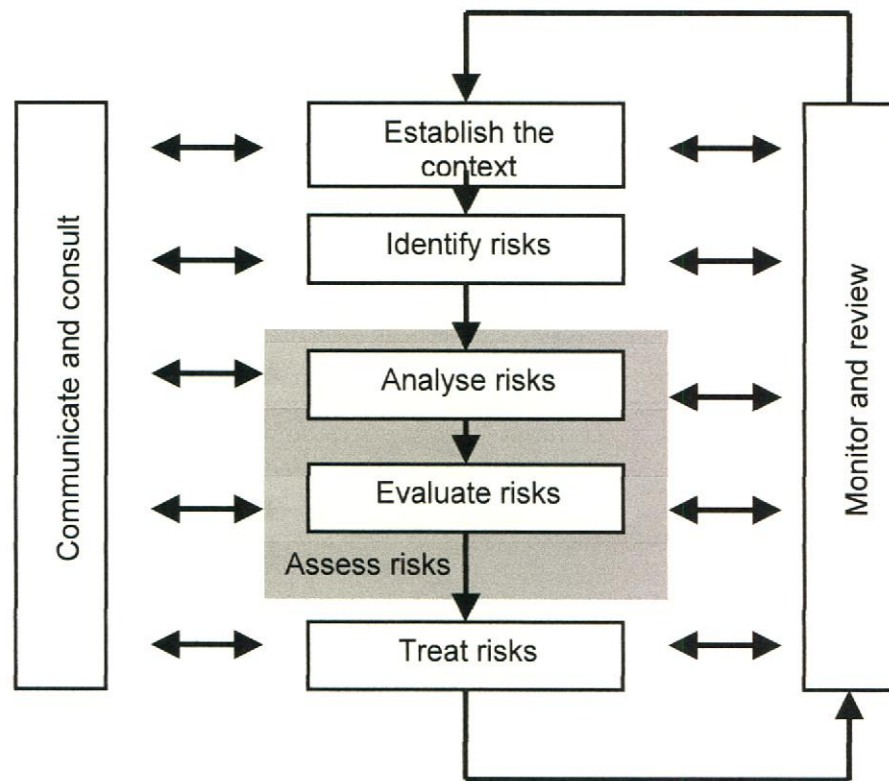 Communicate and consult
Establish the
context
Identify risks
Analyse risks
Evaluate risks
Assess risks
Treat risks
Monitor and review